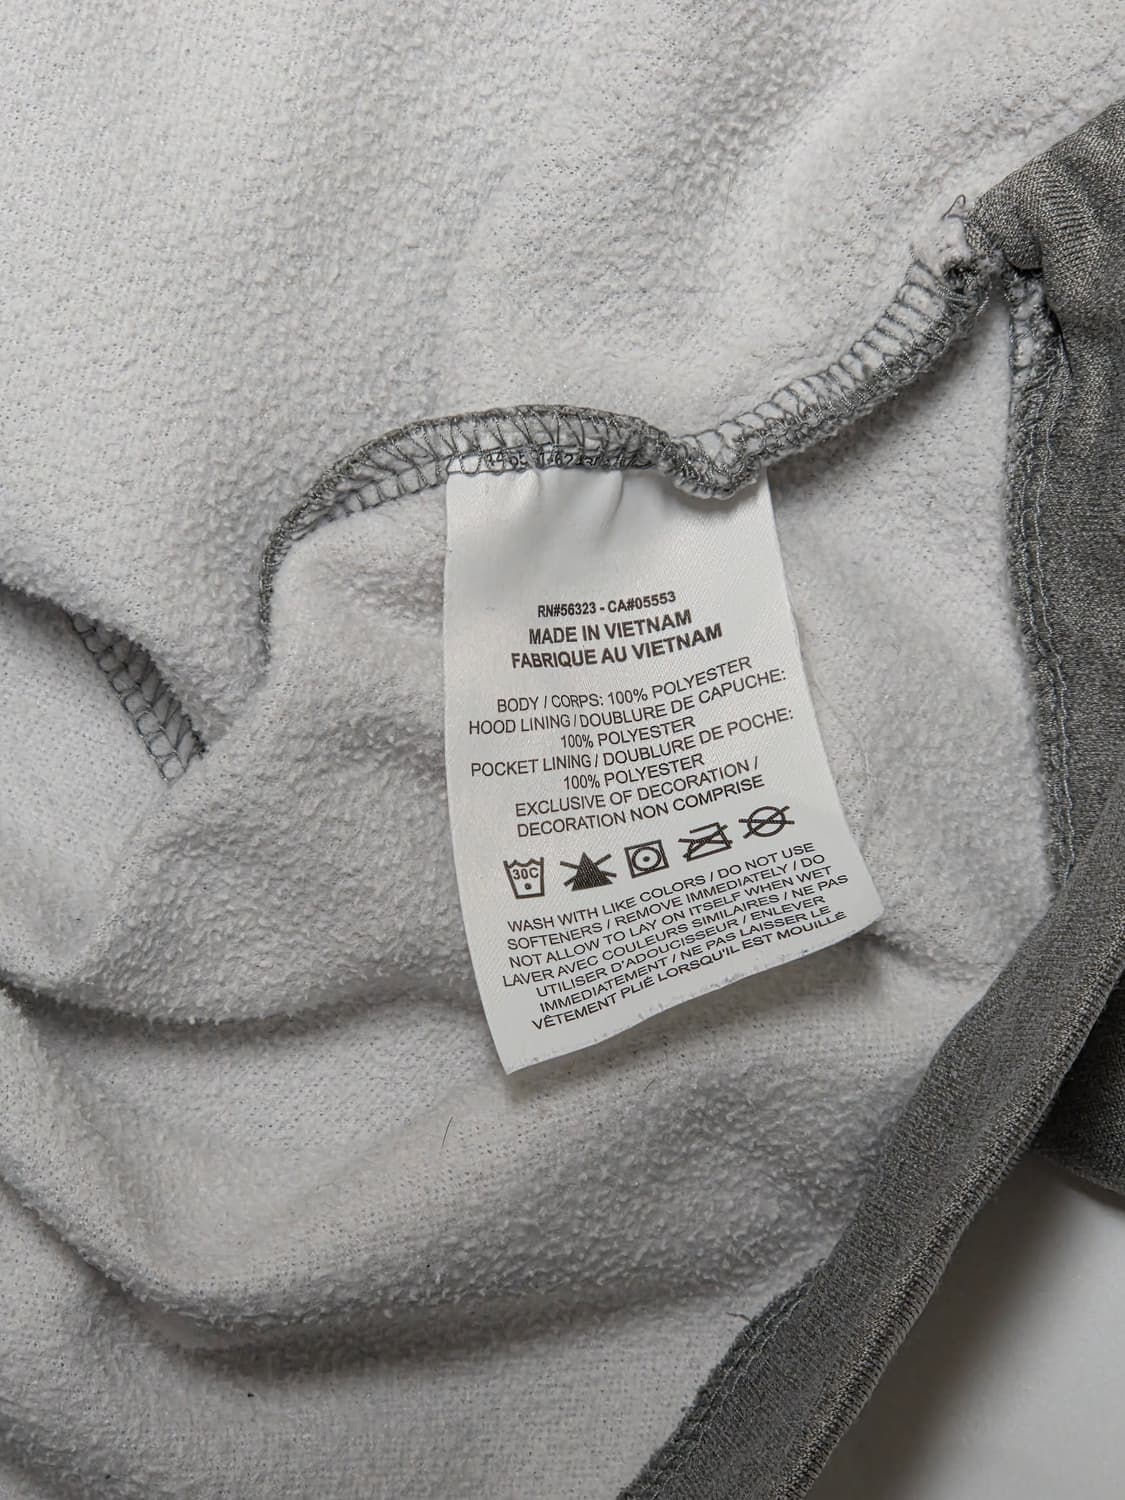 RN#56323 - CA#05553
MADE IN VIETNAM
FABRIQUE AU VIETNAM
BODY / CORPS: 100% POLYESTER
HOOD LINING / DOUBLURE DE CAPUCHE:
100% POLYESTER
POCKET LINING / DOUBLURE DE POCHE:
100% POLYESTER
EXCLUSIVE OF DECORATION /
DECORATION NON COMPRISE
30C
WASH WITH LIKE COLORS / DO NOT USE
SOFTENERS / REMOVE IMMEDIATELY / DO
NOT ALLOW TO LAY ON ITSELF WHEN WET
LAVER AVEC COULEURS SIMILAIRES / NE PAS
UTILISER D'ADOUCISSEUR / ENLEVER
IMMEDIATEMENT / NE PAS LAISSER LE
VÊTEMENT PLIÉ LORSQU'IL EST MOUILLÉ